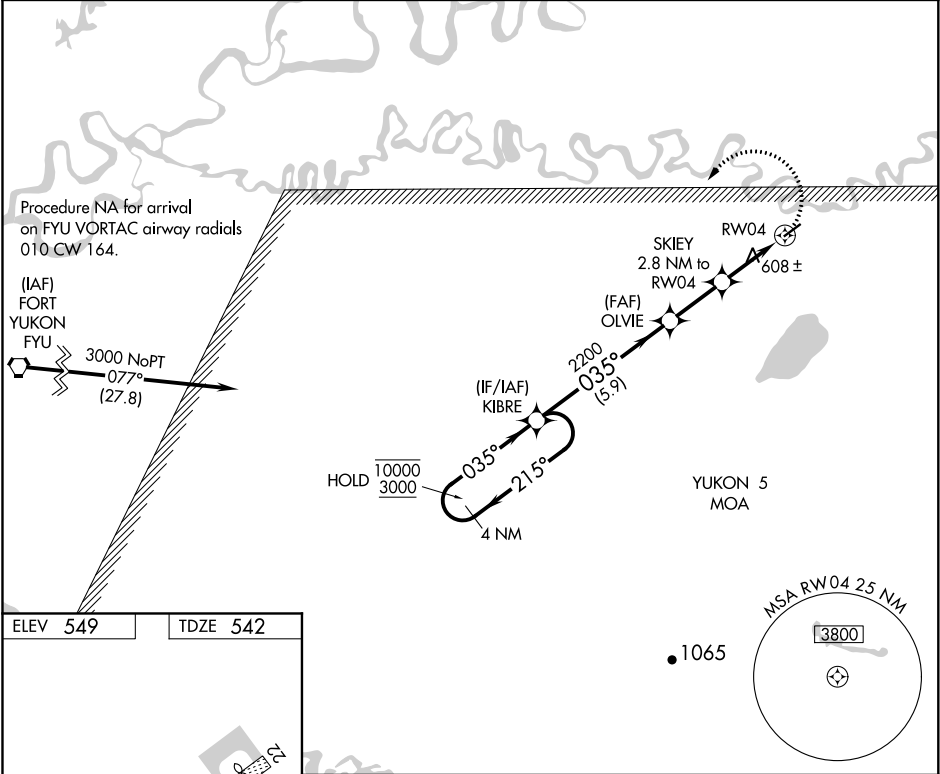 Procedure NA for arrival
on FYU VORTAC airway radials
010 CW 164.
(IAF)
FORT
YUKON
FYU
3000 NoPT
077°
(27.8)
RW04
SKIEY
2.8 NM to
RW04
608 ±
(FAF)
OLVIE
2200
035°
(5.9)
(IF/IAF)
KIBRE
035°
215°
HOLD
10000
3000
4 NM
YUKON 5
MOA
MSA RW04 25 NM
3800
1065
ELEV 549
TDZE 542
22